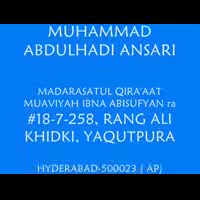 MUHAMMAD
ABDULHADI ANSARI
MADARASATUL QIRA'AAT
MUAVIYAH IBNA ABISUFYAN ra
#18-7-258, RANG ALI
KHIDKI, YAQUTPURA
HYDERABAD-500023 ( AP)